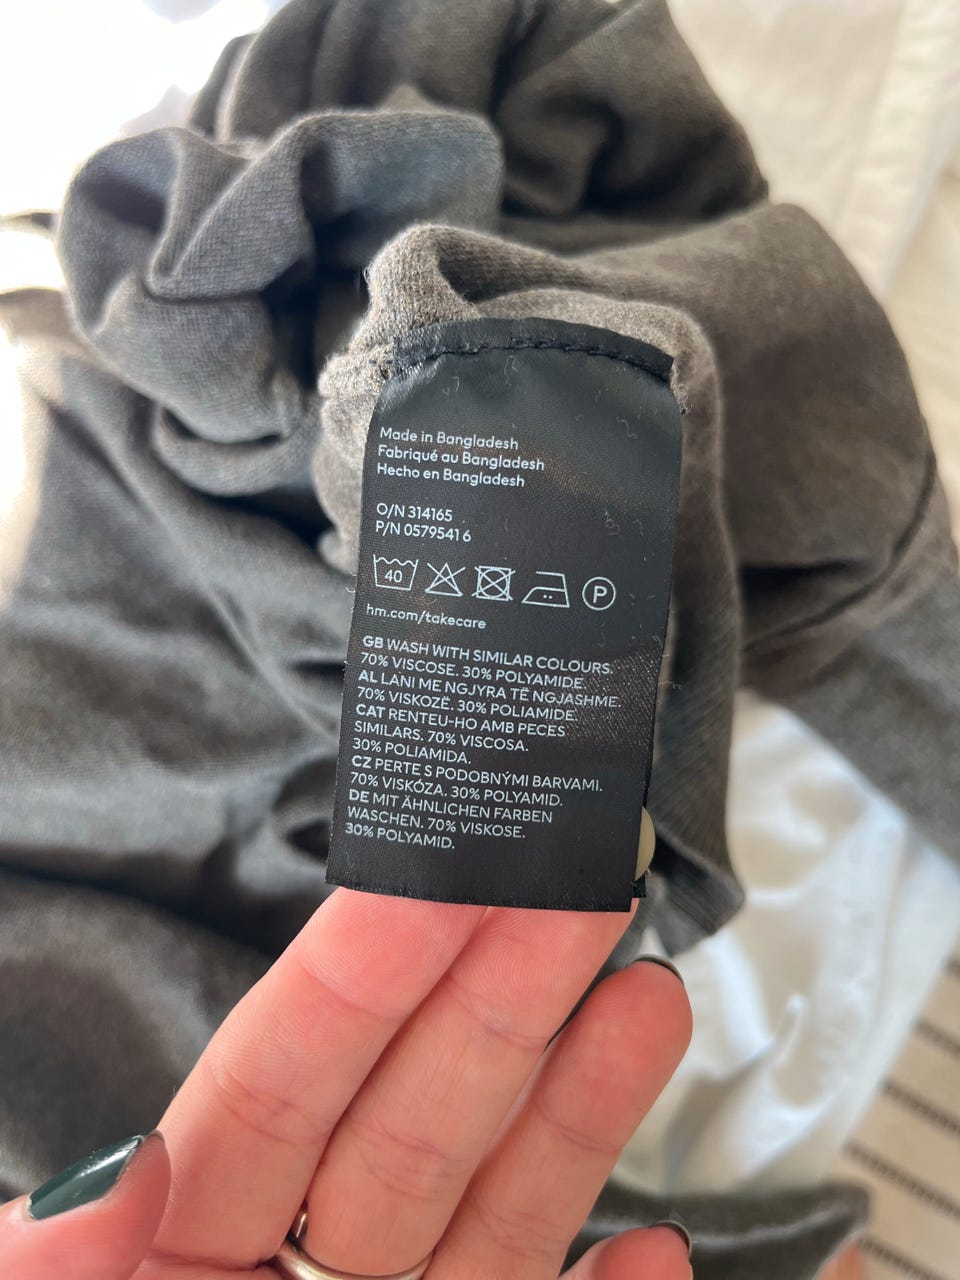 Made in Bangladesh
Fabriqué au Bangladesh
Hecho en Bangladesh
O/N 314165
P/N 0579541 6
40 P
hm.com/takecare
GB WASH WITH SIMILAR COLOURS.
70% VISCOSE. 30% POLYAMIDE.
AL LANI ME NGJYRA TË NGJASHME.
70% VISKOZË. 30% POLIAMIDE.
CAT RENTEU-HO AMB PECES
SIMILARS. 70% VISCOSA.
30% POLIAMIDA.
CZ PERTE S PODOBNÝMI BARVAMI.
70% VISKÓZA. 30% POLYAMID.
DE MIT ÄHNLICHEN FARBEN
WASCHEN. 70% VISKOSE.
30% POLYAMID.